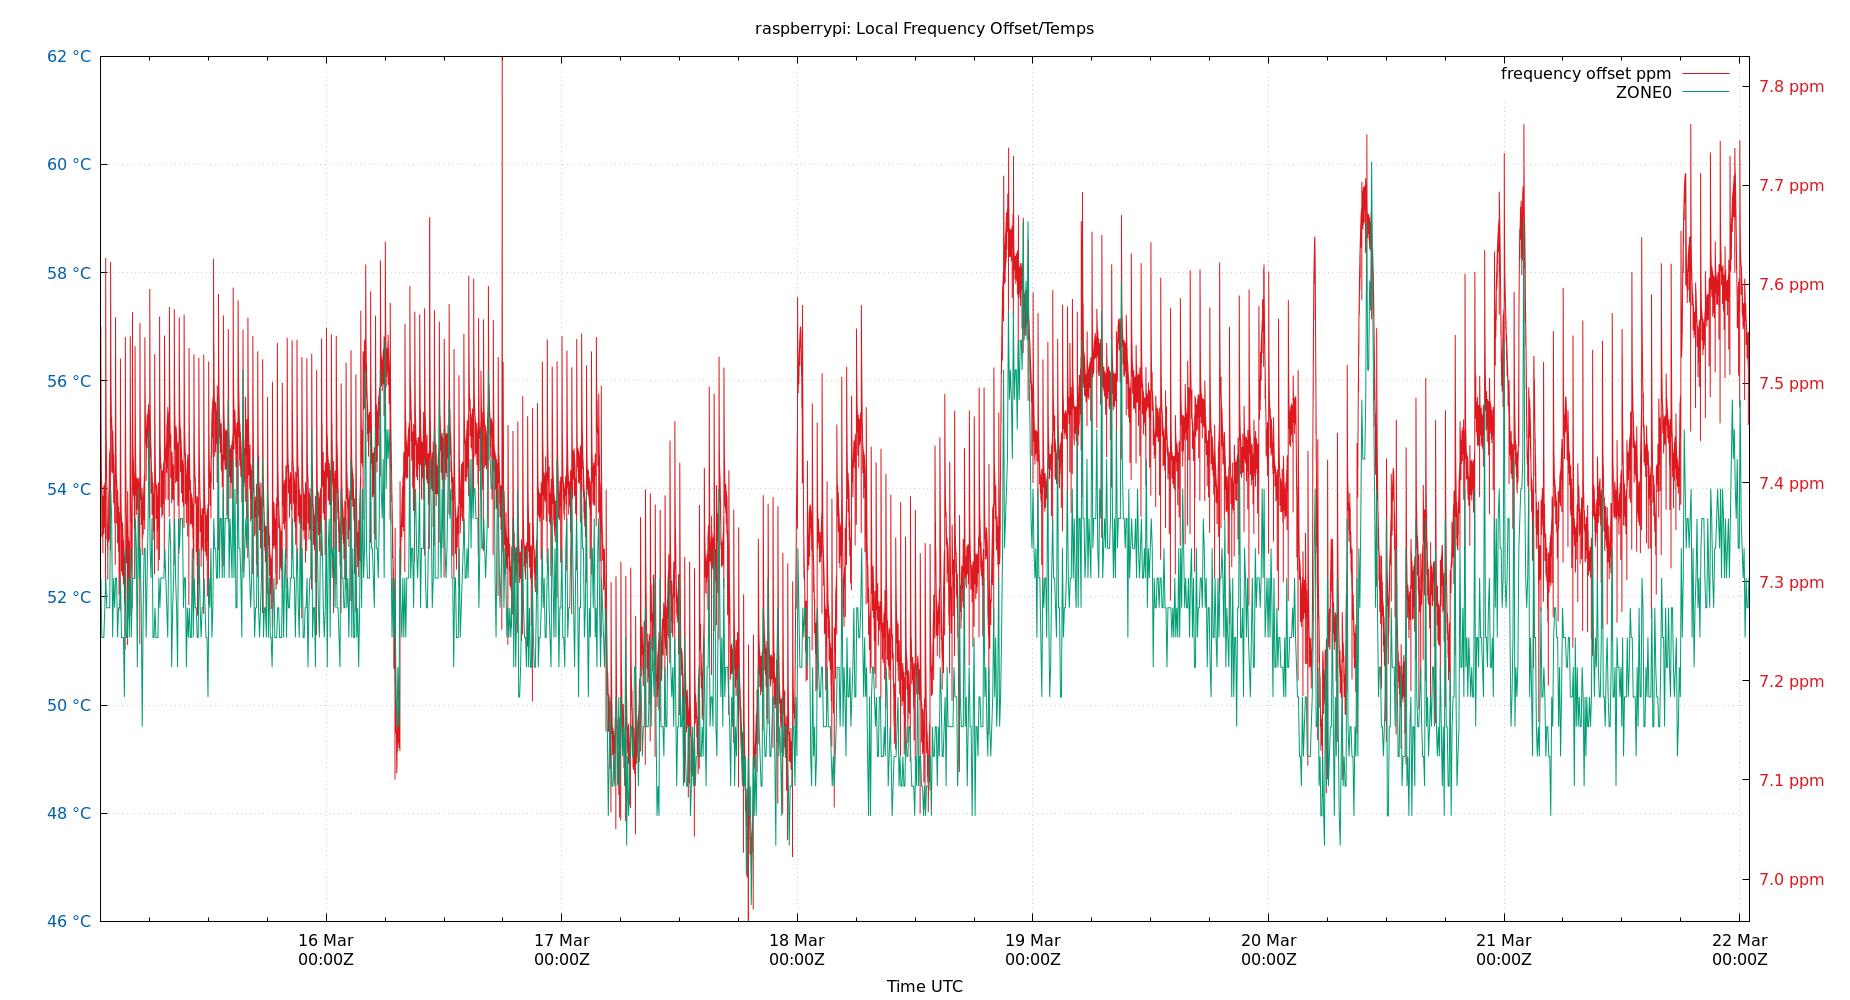 raspberrypi: Local Frequency Offset/Temps
62 °C
60 °C
58 °C
56 °C
54 °C
52 °C
50 °C
48 °C
46 °C
frequency offset ppm
ZONE0
7.8 ppm
7.7 ppm
7.6 ppm
7.5 ppm
7.4 ppm
7.3 ppm
7.2 ppm
7.1 ppm
7.0 ppm
16 Mar
00:00Z
17 Mar
00:00Z
18 Mar
00:00Z
19 Mar
00:00Z
20 Mar
00:00Z
21 Mar
00:00Z
22 Mar
00:00Z
Time UTC